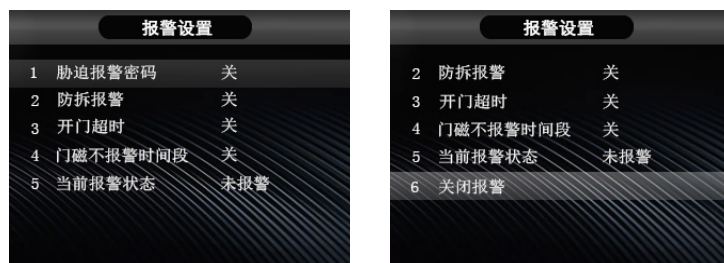 报警设置
1 胁迫报警密码 关
2 防拆报警 关
3 开门超时 关
4 门磁不报警时间段 关
5 当前报警状态 未报警
报警设置
2 防拆报警 关
3 开门超时 关
4 门磁不报警时间段 关
5 当前报警状态 未报警
6 关闭报警